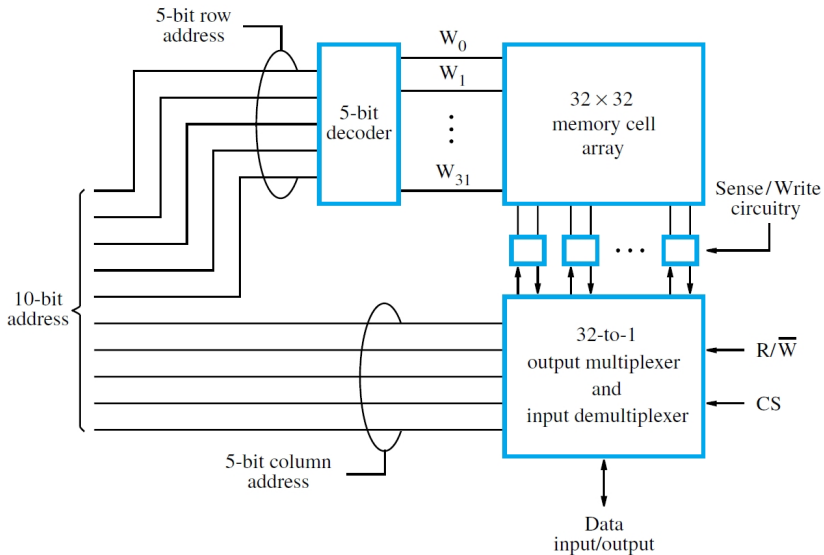 5-bit row
address
W0
5-bit
decoder
W1
W31
32 × 32
memory cell
array
Sense/Write
circuitry
10-bit
address
32-to-1
output multiplexer
and
input demultiplexer
R/W̅
CS
5-bit column
address
Data
input/output